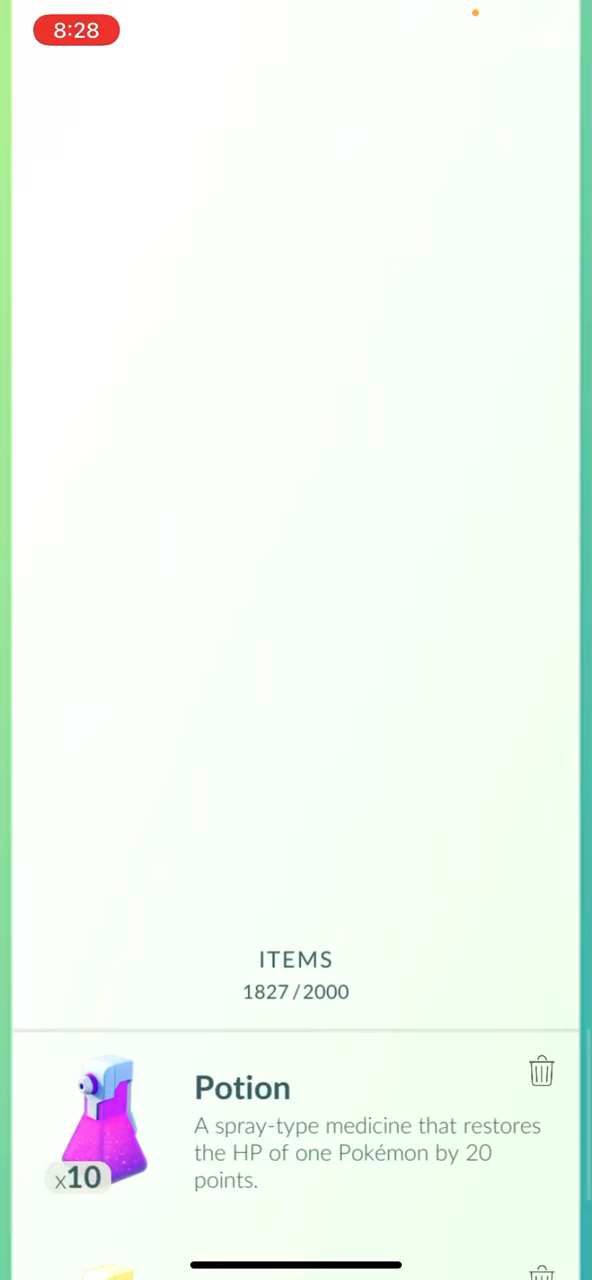 8:28
ITEMS
1827/2000
Potion
A spray-type medicine that restores
the HP of one Pokémon by 20
points.
x10